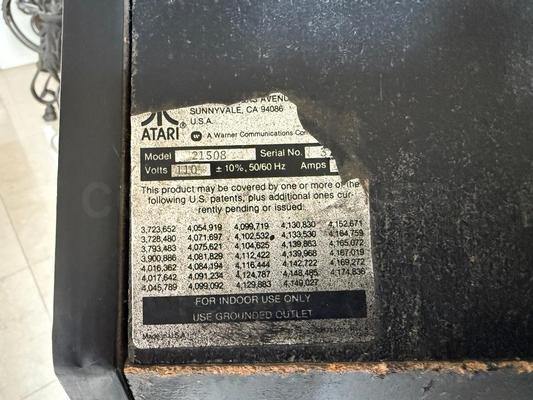 AVENU
SUNNYVALE, CA 94086
U.S.A.
ATARI
A Warner Communications Co
Model 21508 Serial No. 5
Volts 110 ± 10%, 50/60 Hz Amps
This product may be covered by one or more of the
following U.S. patents, plus additional ones cur-
rently pending or issued:
3,723,652 4,054,919 4,099,719 4,130,830 4,152,671
3,728,480 4,071,697 4,102,532 4,133,530 4,164,759
3,793,483 4,075,621 4,104,625 4,139,863 4,165,072
3,900,886 4,081,829 4,112,422 4,139,968 4,167,019
4,016,362 4,084,194 4,116,444 4,142,722 4,169,272
4,017,642 4,091,234 4,124,787 4,148,485 4,174,836
4,045,789 4,099,092 4,129,883 4,149,027
FOR INDOOR USE ONLY
USE GROUNDED OUTLET